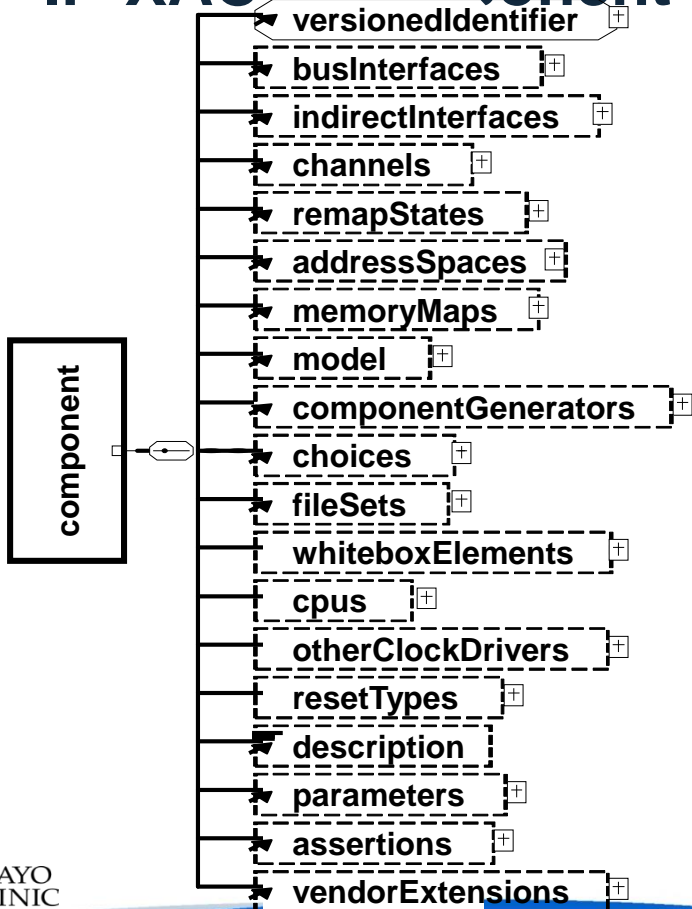 versionedIdentifier
busInterfaces
indirectInterfaces
channels
remapStates
addressSpaces
memoryMaps
model
componentGenerators
component
choices
fileSets
whiteboxElements
cpus
otherClockDrivers
resetTypes
description
parameters
assertions
vendorExtensions